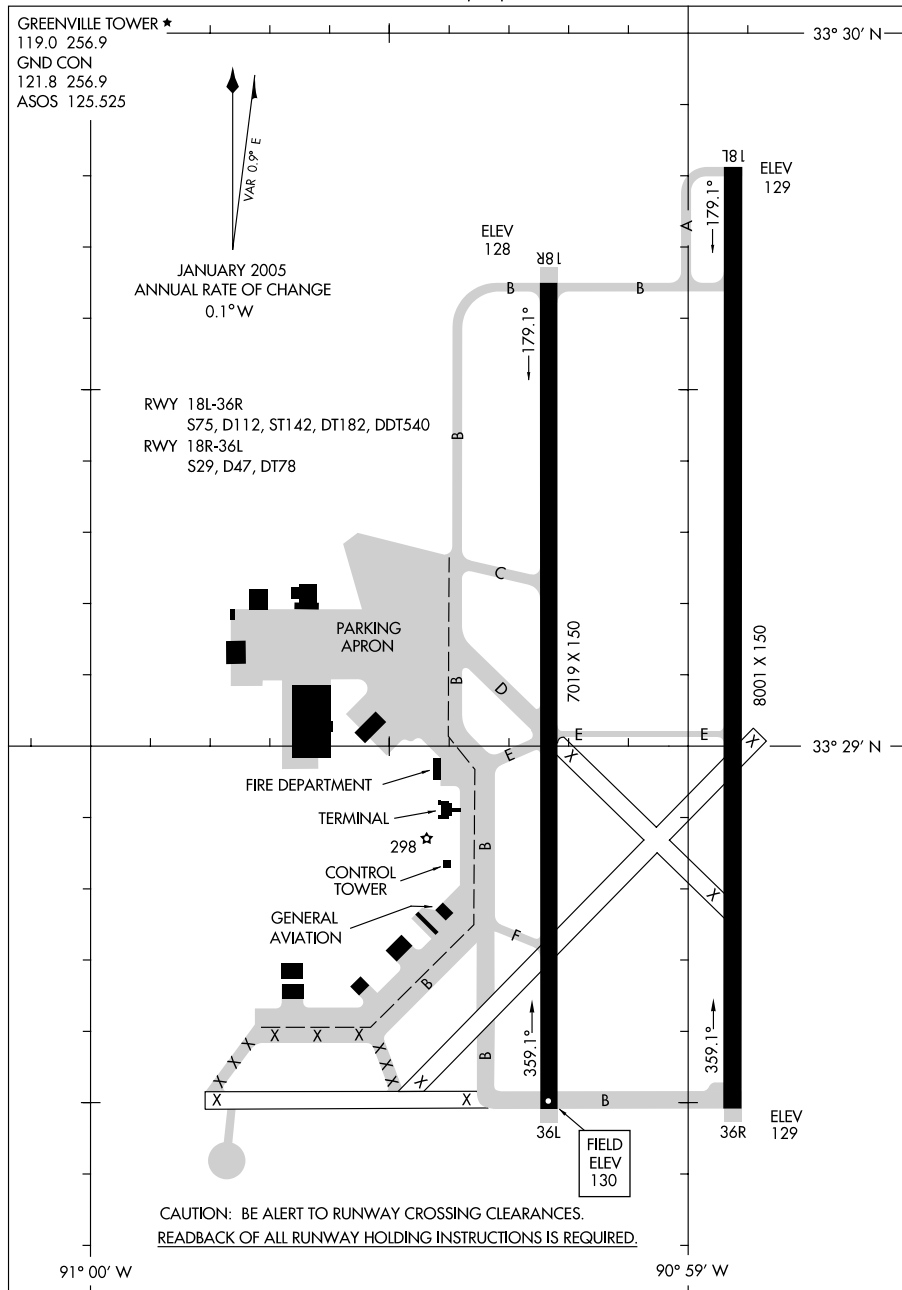 GREENVILLE TOWER ★
119.0 256.9
GND CON
121.8 256.9
ASOS 125.525
33° 30' N
VAR 0.9° E
JANUARY 2005
ANNUAL RATE OF CHANGE
0.1° W
18L
ELEV
129
179.1°
A
ELEV
128
18R
B
B
179.1°
B
RWY 18L-36R
S75, D112, ST142, DT182, DDT540
RWY 18R-36L
S29, D47, DT78
C
PARKING
APRON
7019 X 150
8001 X 150
B
D
E
E
E
X
X
33° 29' N
FIRE DEPARTMENT
TERMINAL
298
B
CONTROL
TOWER
X
GENERAL
AVIATION
F
B
359.1°
359.1°
X
X
X
X
X
X
X
X
X
X
B
X
X
X
B
36L
36R
ELEV
129
FIELD
ELEV
130
CAUTION: BE ALERT TO RUNWAY CROSSING CLEARANCES.
READBACK OF ALL RUNWAY HOLDING INSTRUCTIONS IS REQUIRED.
91° 00' W
90° 59' W